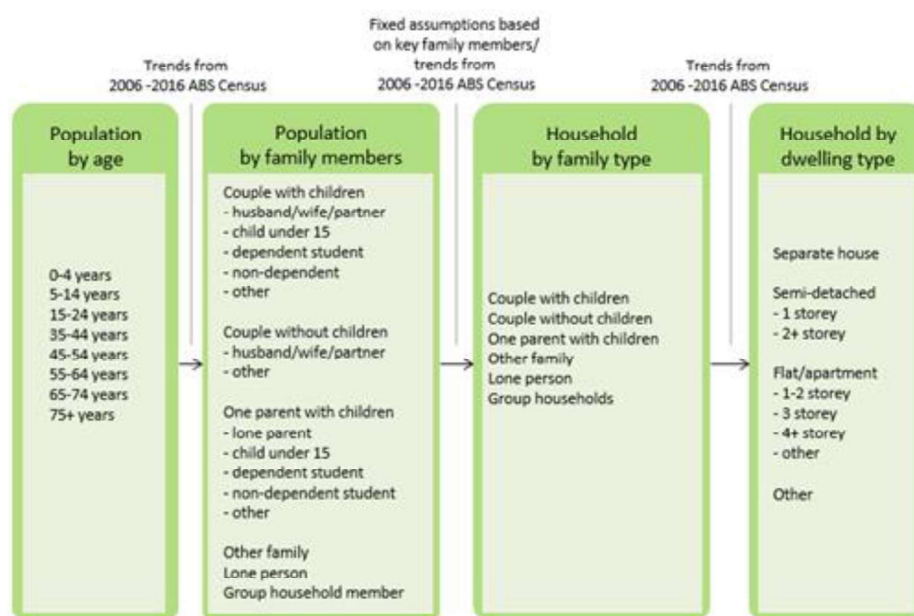 Trends from
2006 -2016 ABS Census
Fixed assumptions based
on key family members/
trends from
2006 -2016 ABS Census
Trends from
2006 -2016 ABS Census
Population
by age
0-4 years
5-14 years
15-24 years
35-44 years
45-54 years
55-64 years
65-74 years
75+ years
Population
by family members
Couple with children
- husband/wife/partner
- child under 15
- dependent student
- non-dependent
- other
Couple without children
- husband/wife/partner
- other
One parent with children
- lone parent
- child under 15
- dependent student
- non-dependent student
- other
Other family
Lone person
Group household member
Household
by family type
Couple with children
Couple without children
One parent with children
Other family
Lone person
Group households
Household by
dwelling type
Separate house
Semi-detached
- 1 storey
- 2+ storey
Flat/apartment
- 1-2 storey
- 3 storey
- 4+ storey
- other
Other